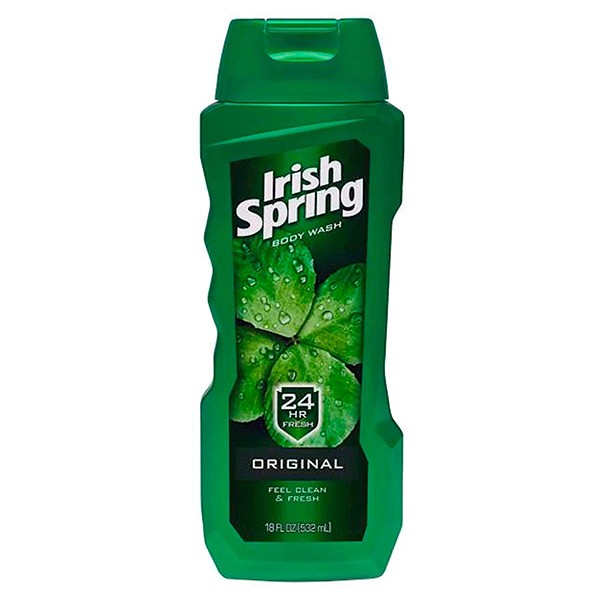 Irish
Spring
BODY WASH
24
HR
FRESH
ORIGINAL
FEEL CLEAN
& FRESH
18 FL OZ (532 mL)